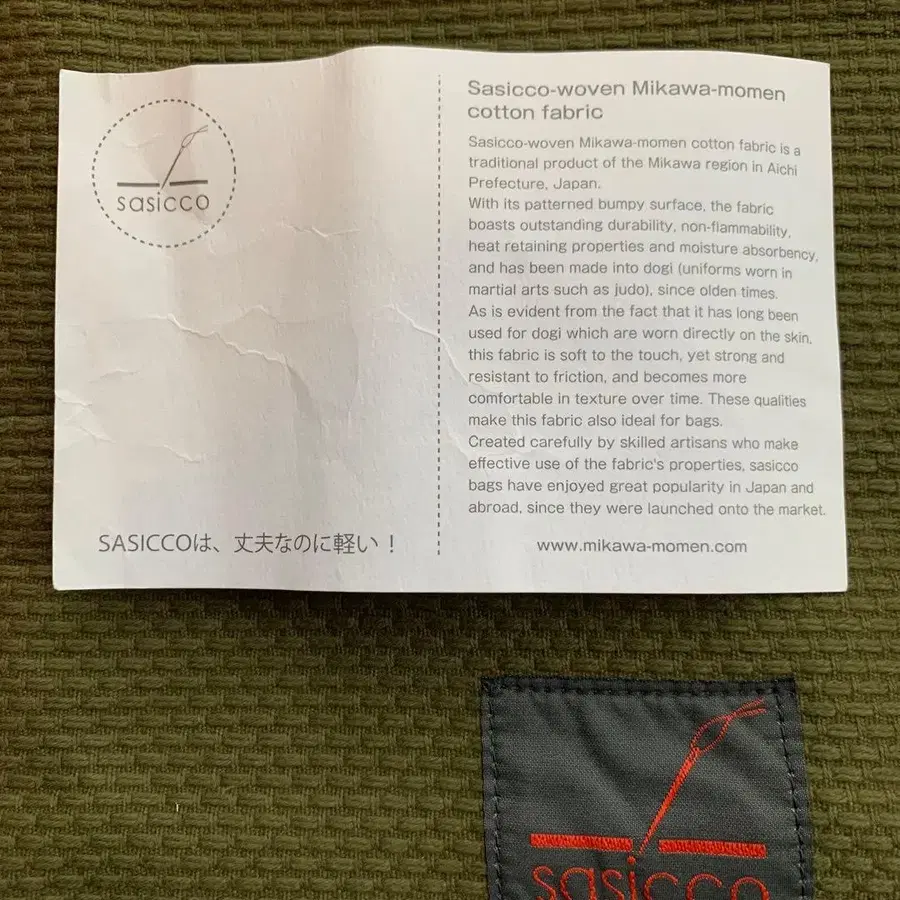 sasicco
SASICCOは、丈夫なのに軽い！
Sasicco-woven Mikawa-momen
cotton fabric
Sasicco-woven Mikawa-momen cotton fabric is a
traditional product of the Mikawa region in Aichi
Prefecture, Japan.
With its patterned bumpy surface, the fabric
boasts outstanding durability, non-flammability,
heat retaining properties and moisture absorbency,
and has been made into dogi (uniforms worn in
martial arts such as judo), since olden times.
As is evident from the fact that it has long been
used for dogi which are worn directly on the skin,
this fabric is soft to the touch, yet strong and
resistant to friction, and becomes more
comfortable in texture over time. These qualities
make this fabric also ideal for bags.
Created carefully by skilled artisans who make
effective use of the fabric's properties, sasicco
bags have enjoyed great popularity in Japan and
abroad, since they were launched onto the market.
www.mikawa-momen.com
sasicco